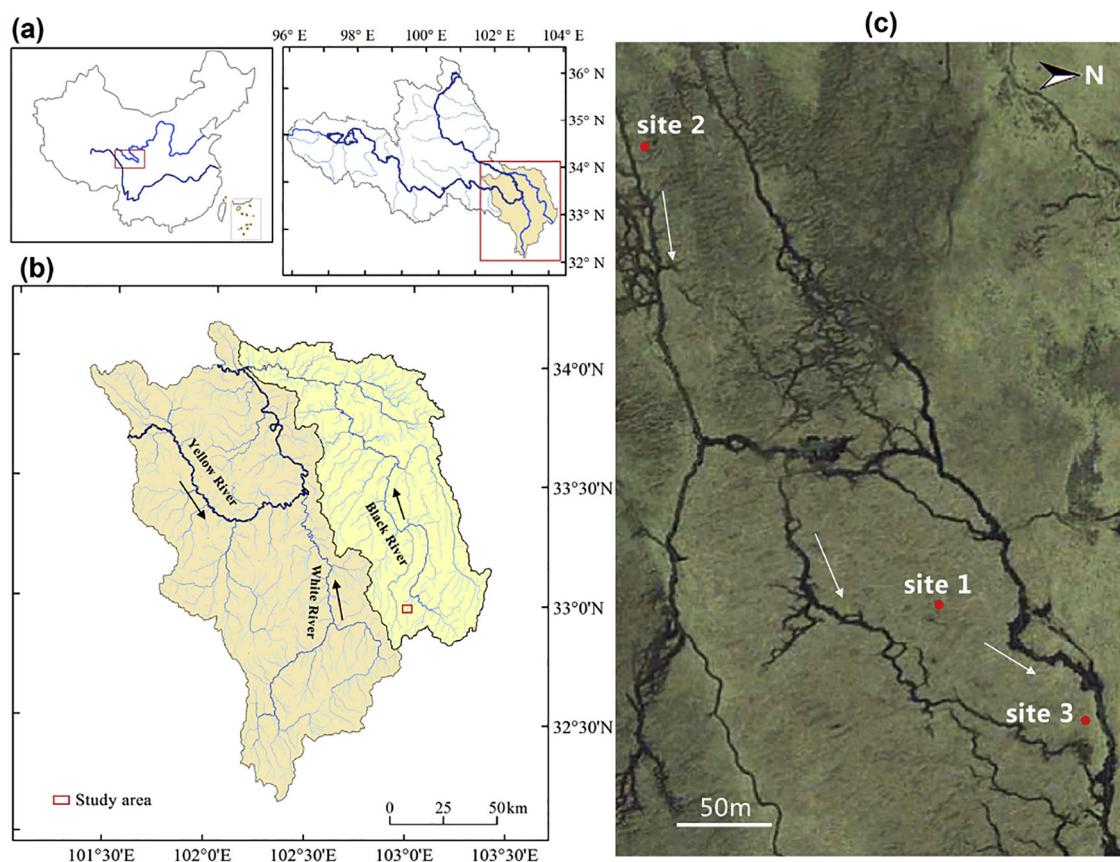 (a)
96° E
98° E
100° E
102° E
104° E
36° N
35° N
34° N
33° N
32° N
(b)
34°0'N
33°30'N
33°0'N
32°30'N
Yellow River
White River
Black River
Study area
0 25 50km
101°30'E
102°0'E
102°30'E
103°0'E
103°30'E
(c)
N
site 2
site 1
site 3
50m